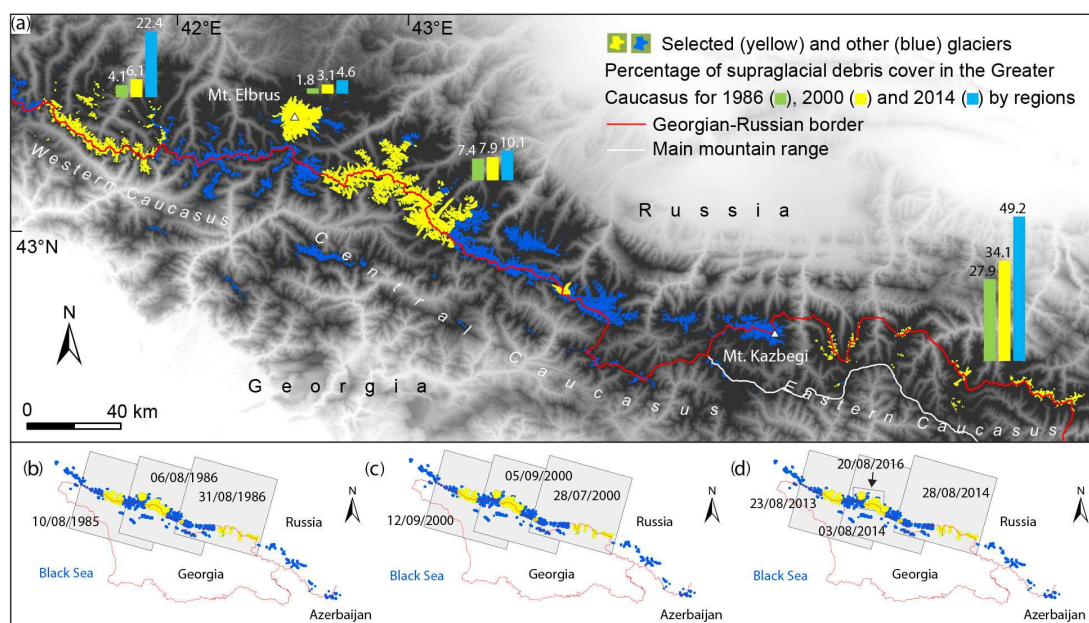 (a)
42°E
43°E
22.4
4.1
6.1
1.8
3.1
4.6
Mt. Elbrus
7.4
7.9
10.1
Selected (yellow) and other (blue) glaciers
Percentage of supraglacial debris cover in the Greater
Caucasus for 1986 ( ), 2000 ( ) and 2014 ( ) by regions
Georgian-Russian border
Main mountain range
Western Caucasus
43°N
Russia
49.2
34.1
27.9
Central Caucasus
Mt. Kazbegi
N
Georgia
Eastern Caucasus
0 40 km
(b)
06/08/1986
31/08/1986
10/08/1985
N
Russia
Black Sea
Georgia
Azerbaijan
(c)
05/09/2000
28/07/2000
12/09/2000
N
Russia
Black Sea
Georgia
Azerbaijan
(d)
20/08/2016
23/08/2013
28/08/2014
03/08/2014
N
Russia
Black Sea
Georgia
Azerbaijan